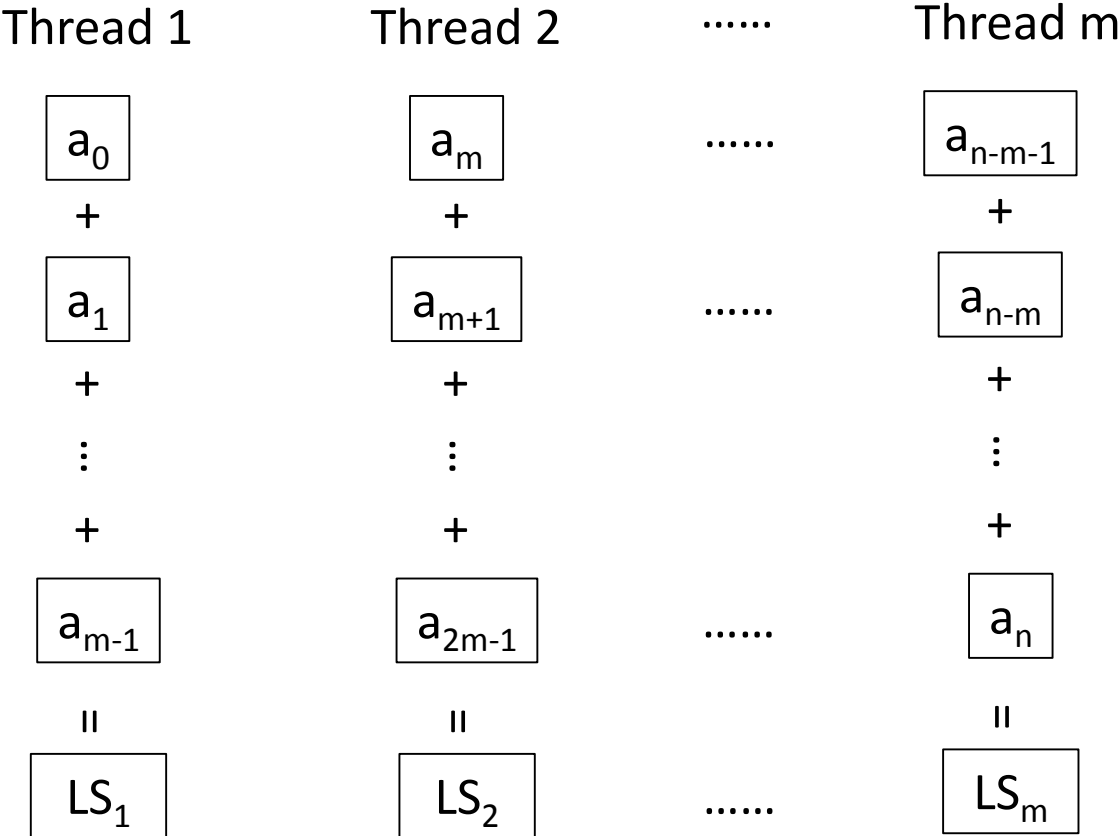 Thread 1 Thread 2 ...... Thread m
a0 am ...... an-m-1
+ + +
a1 am+1 ...... an-m
+ + +
⋮ ⋮ ⋮
+ + +
am-1 a2m-1 ...... an
= = =
LS1 LS2 ...... LSm